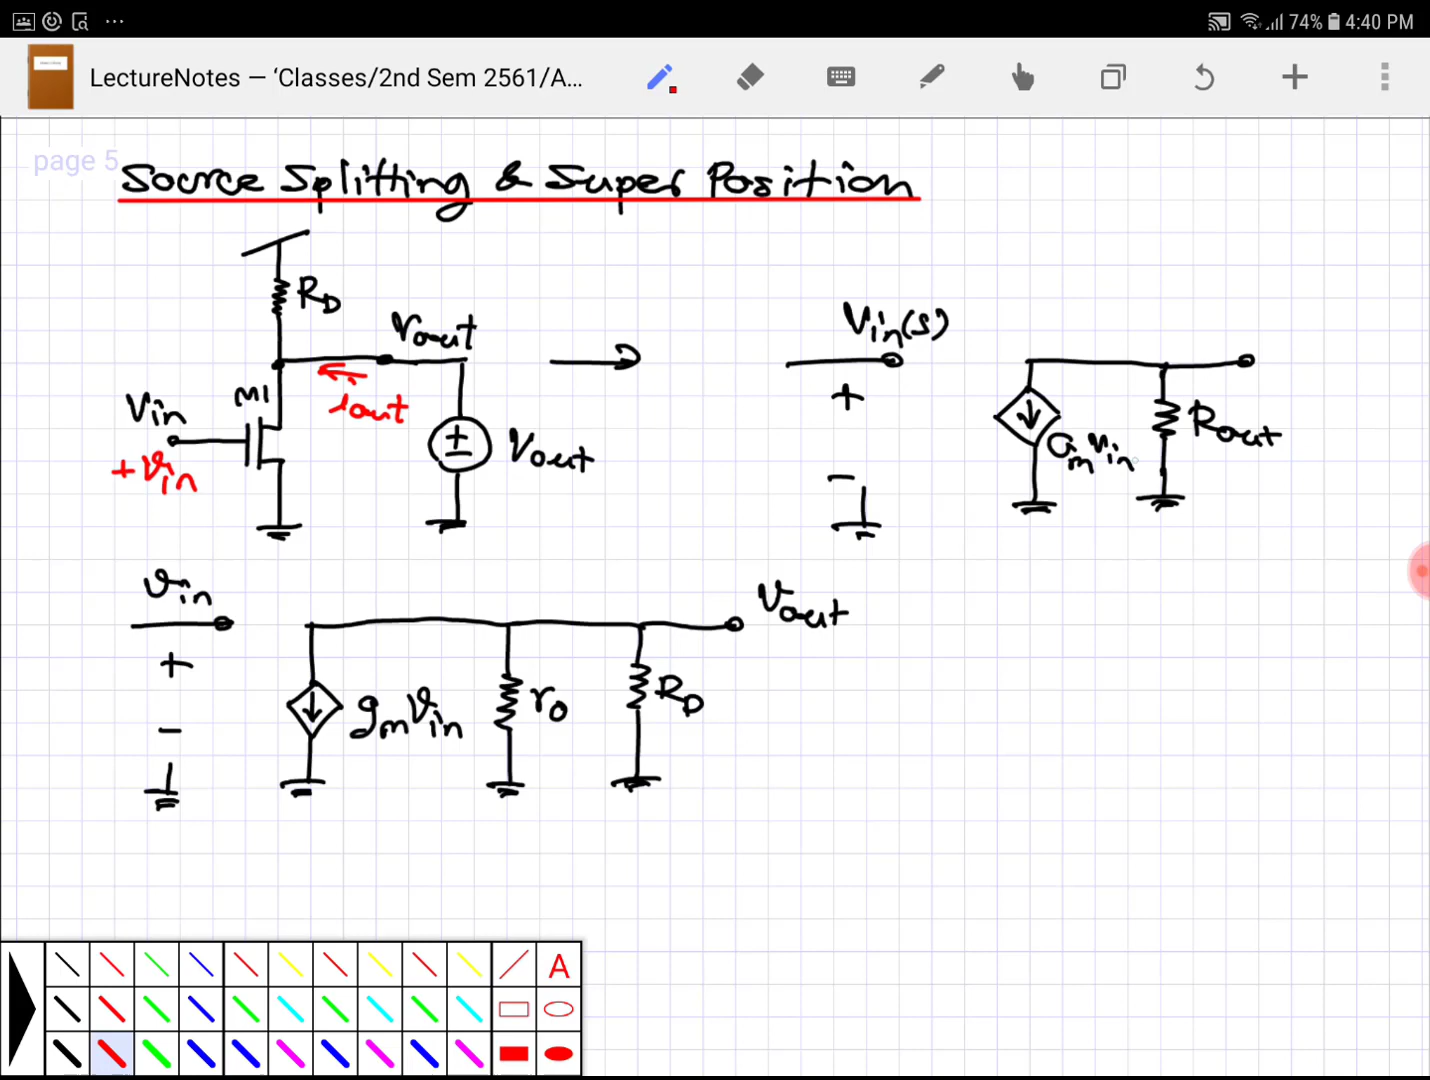 74% 4:40 PM
LectureNotes — ‘Classes/2nd Sem 2561/A...
page 5
Source Splitting & Super Position
RD
Vout
Vin(s)
M1
Vin
iout
+vin
Vout
Gmvin
Rout
vin
Vout
gmvin
ro
RD
A